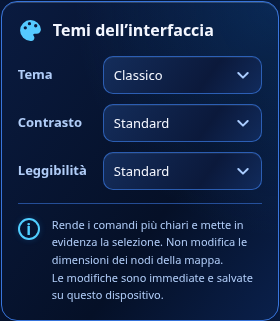 Temi dell'interfaccia
Tema
Classico
Contrasto
Standard
Leggibilità
Standard
Rende i comandi più chiari e mette in
evidenza la selezione. Non modifica le
dimensioni dei nodi della mappa.
Le modifiche sono immediate e salvate
su questo dispositivo.